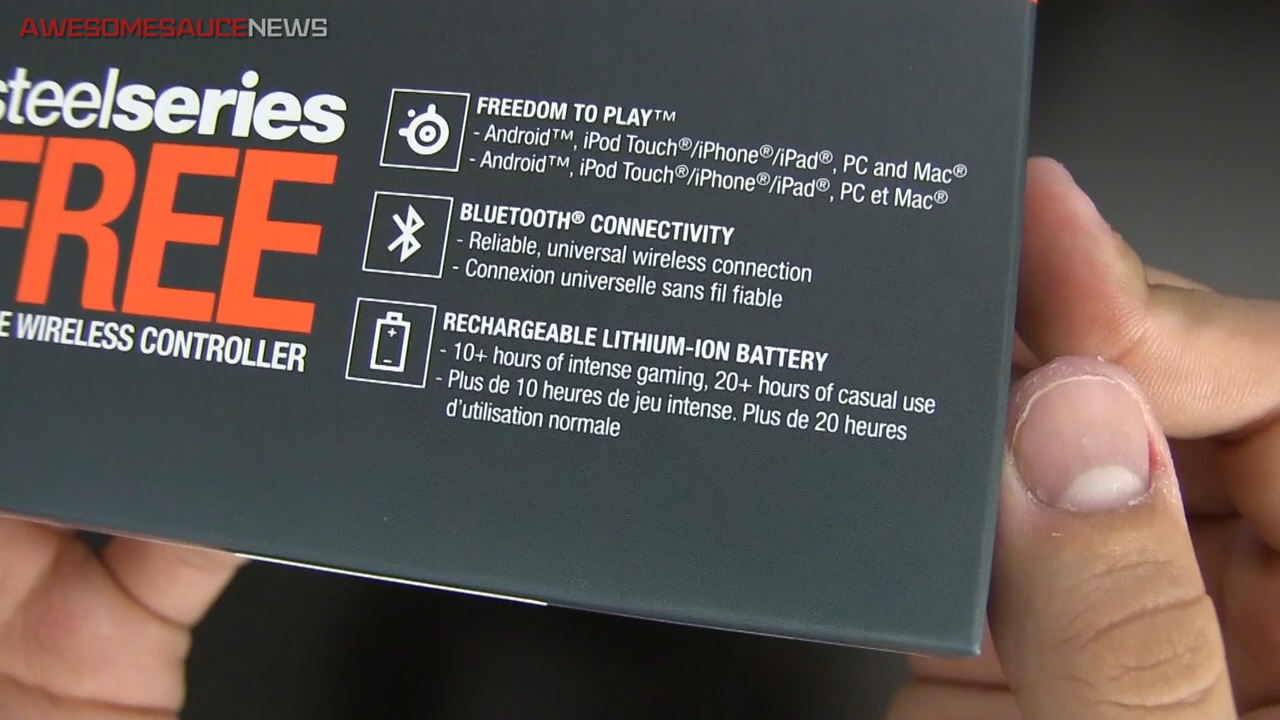 AWESOMESAUCENEWS
steelseries
FREE
WIRELESS CONTROLLER
FREEDOM TO PLAY™
- Android™, iPod Touch®/iPhone®/iPad®, PC and Mac®
- Android™, iPod Touch®/iPhone®/iPad®, PC et Mac®
BLUETOOTH® CONNECTIVITY
- Reliable, universal wireless connection
- Connexion universelle sans fil fiable
RECHARGEABLE LITHIUM-ION BATTERY
- 10+ hours of intense gaming, 20+ hours of casual use
- Plus de 10 heures de jeu intense. Plus de 20 heures
d'utilisation normale